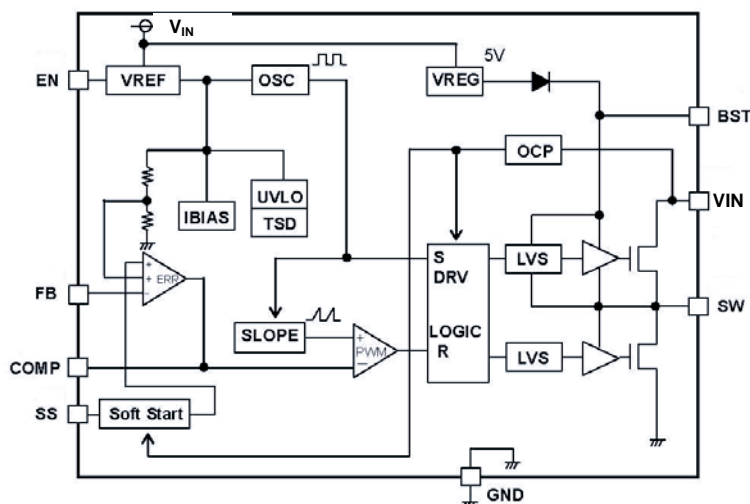 VIN
EN
VREF
OSC
VREG
5V
BST
OCP
VIN
IBIAS
UVLO
TSD
+
+
-
ERR
FB
S
DRV
LVS
SW
SLOPE
+
-
PWM
LOGIC
R
LVS
COMP
SS
Soft Start
GND